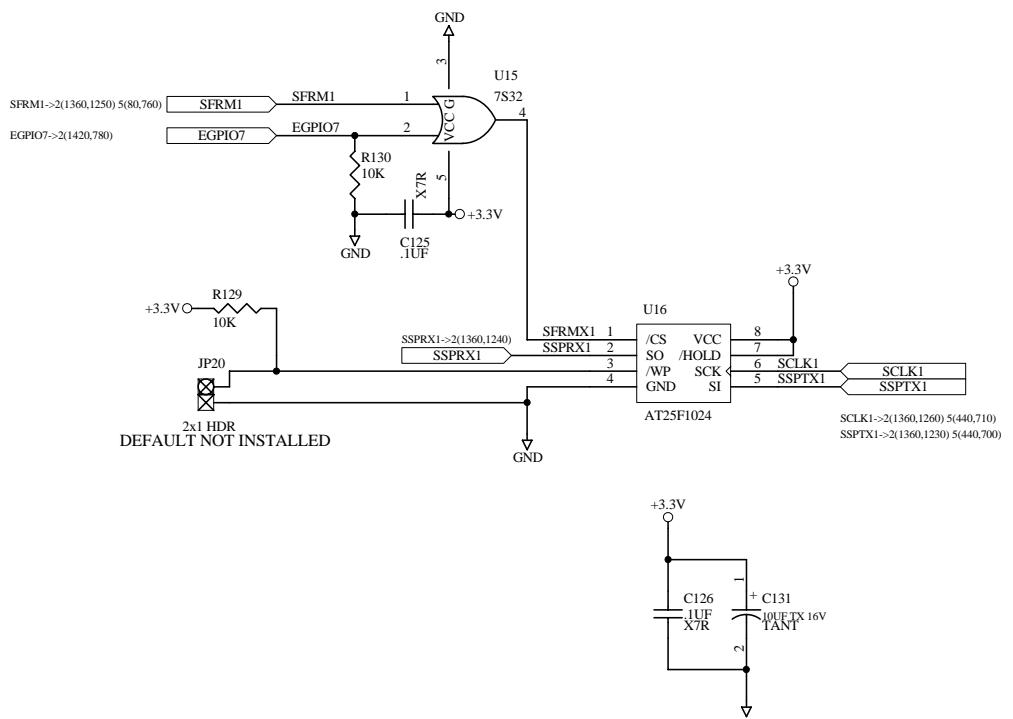 GND
3
U15
7S32
SFRM1->2(1360,1250) 5(80,760)
SFRM1
SFRM1
1
G
4
EGPIO7->2(1420,780)
EGPIO7
EGPIO7
2
VCC
R130
10K
X7R
5
+3.3V
C125
.1UF
GND
+3.3V
R129
10K
+3.3V
U16
SSPRX1->2(1360,1240)
SFRMX1
1
/CS
VCC
8
SSPRX1
SSPRX1
2
SO
/HOLD
7
3
/WP
SCK
6
SCLK1
SCLK1
4
GND
SI
5
SSPTX1
SSPTX1
JP20
2x1 HDR
DEFAULT NOT INSTALLED
AT25F1024
SCLK1->2(1360,1260) 5(440,710)
SSPTX1->2(1360,1230) 5(440,700)
GND
+3.3V
C126
.1UF
X7R
1
+
C131
10UF TX 16V
TANT
2